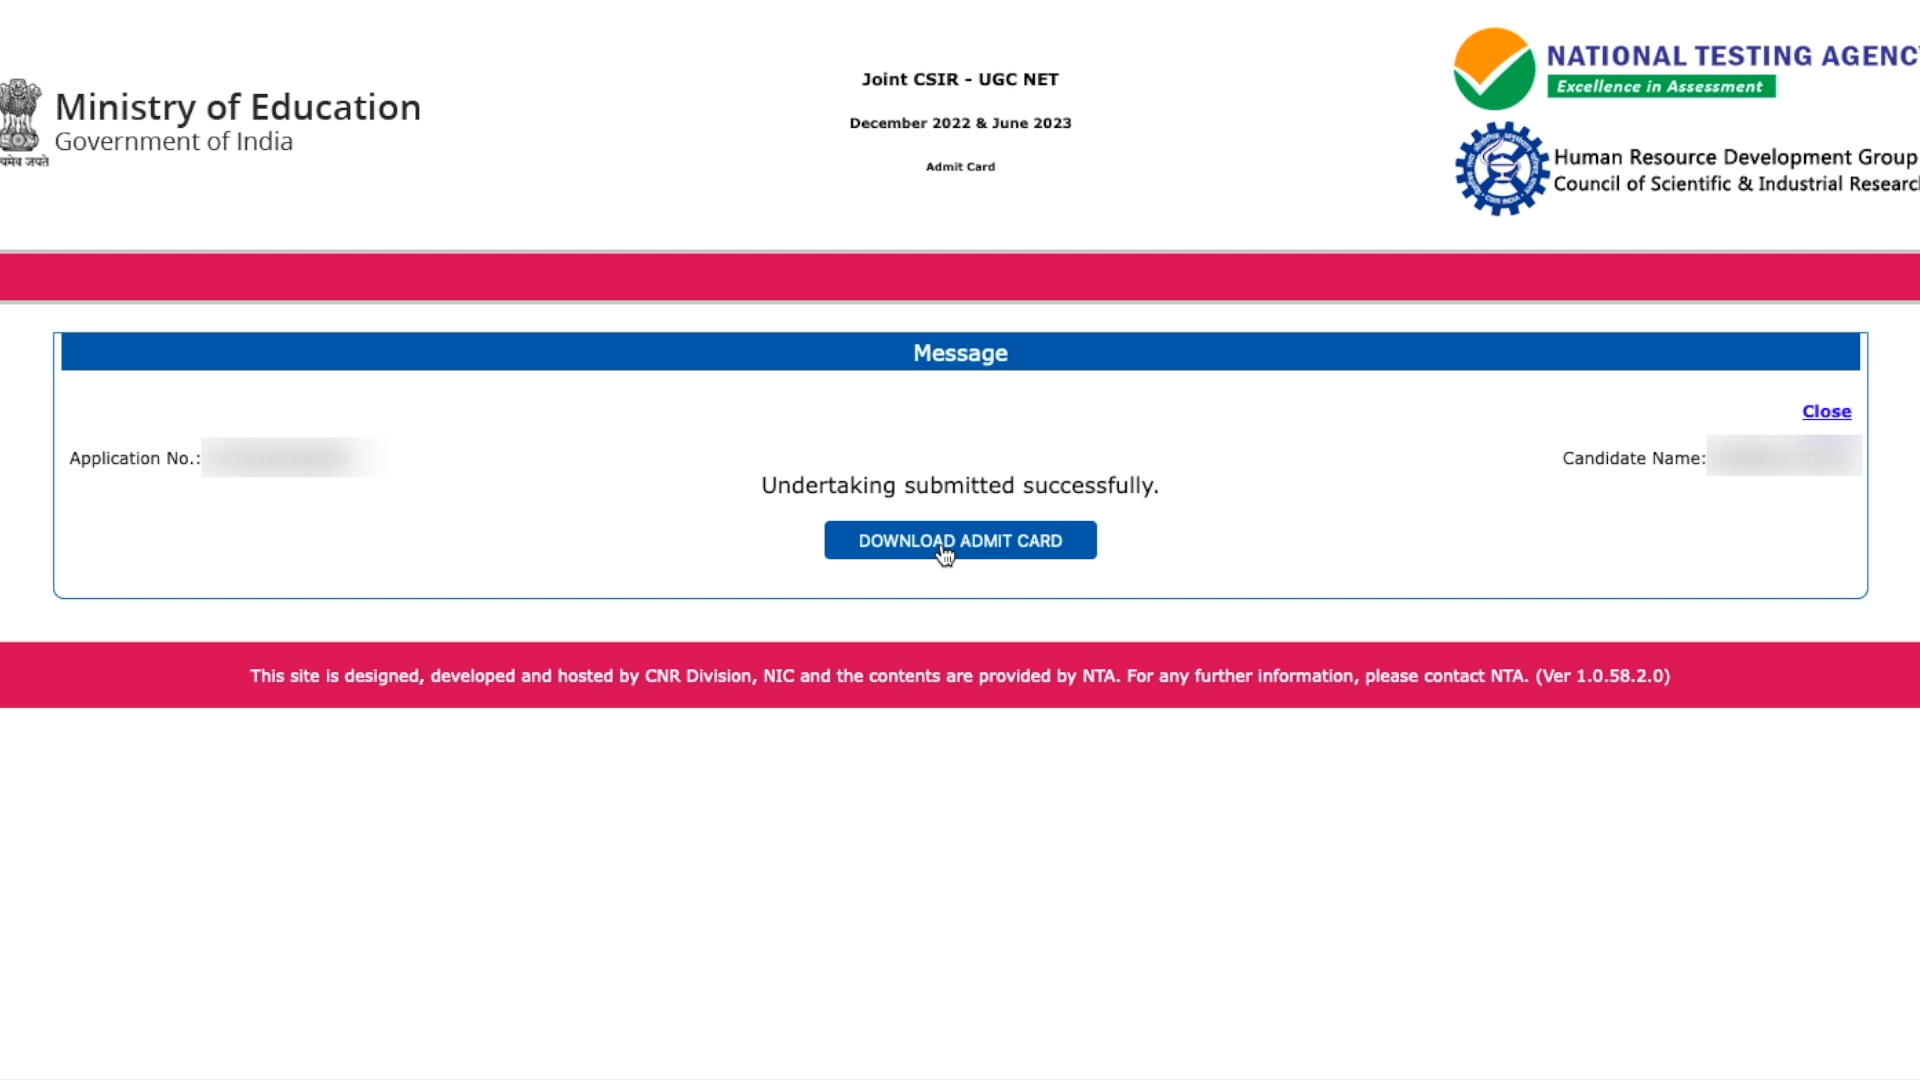 Ministry of Education
Government of India
Joint CSIR - UGC NET
December 2022 & June 2023
Admit Card
NATIONAL TESTING AGENC
Excellence in Assessment
Human Resource Development Group
Council of Scientific & Industrial Research
Message
Close
Application No.:
Candidate Name:
Undertaking submitted successfully.
DOWNLOAD ADMIT CARD
This site is designed, developed and hosted by CNR Division, NIC and the contents are provided by NTA. For any further information, please contact NTA. (Ver 1.0.58.2.0)